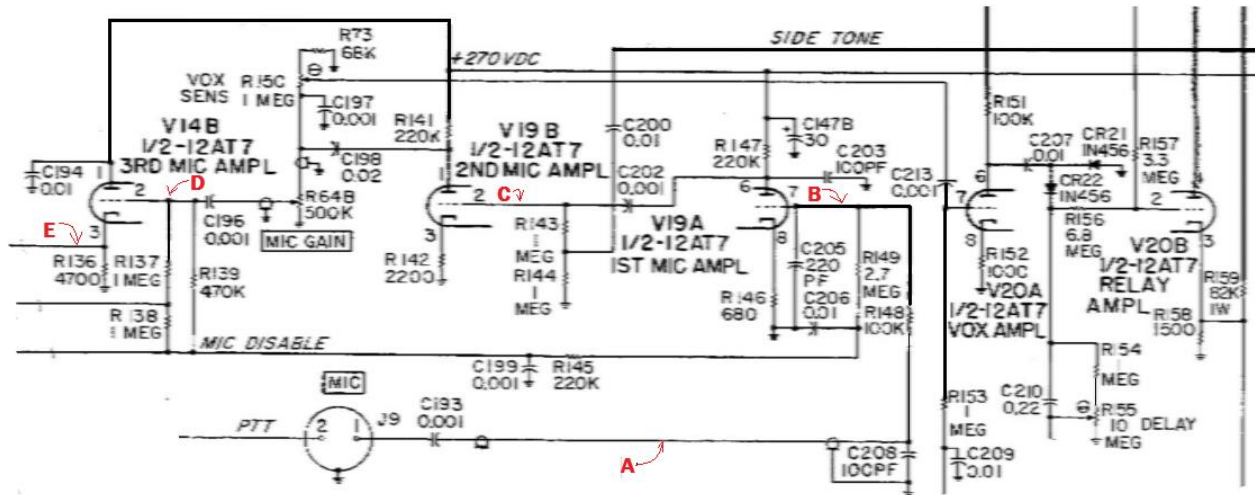 SIDE TONE
R73
68K
+270VDC
VOX
SENS
R15C
1 MEG
C197
0.001
R141
220K
C200
0.01
R147
220K
C147B
30
R151
100K
C207
0.01
CR21
IN456
R157
3.3
MEG
V14B
1/2-12AT7
3RD MIC AMPL
V19B
1/2-12AT7
2ND MIC AMPL
C203
100PF
C213
0.001
C194
0.01
1
2
3
D
C198
0.02
1
2
3
C
C202
0.001
6
7
8
B
6
7
8
CR22
IN456
2
3
E
C196
0.001
R64B
500K
MIC GAIN
R143
1
MEG
V19A
1/2-12AT7
1ST MIC AMPL
C205
220
PF
R149
2.7
MEG
R156
6.8
MEG
V20B
1/2-12AT7
RELAY
AMPL
R136
4700
R137
1 MEG
R139
470K
R142
2200
R144
1
MEG
R146
680
C206
0.01
R148
100K
R152
100C
V20A
1/2-12AT7
VOX AMPL
R159
82K
1W
R158
1500
R138
1 MEG
MIC DISABLE
C199
0.001
R145
220K
R154
1
MEG
MIC
PTT
2
1
J9
C193
0.001
A
C208
100PF
R153
1
MEG
C209
0.01
C210
0.22
R155
10
MEG
DELAY